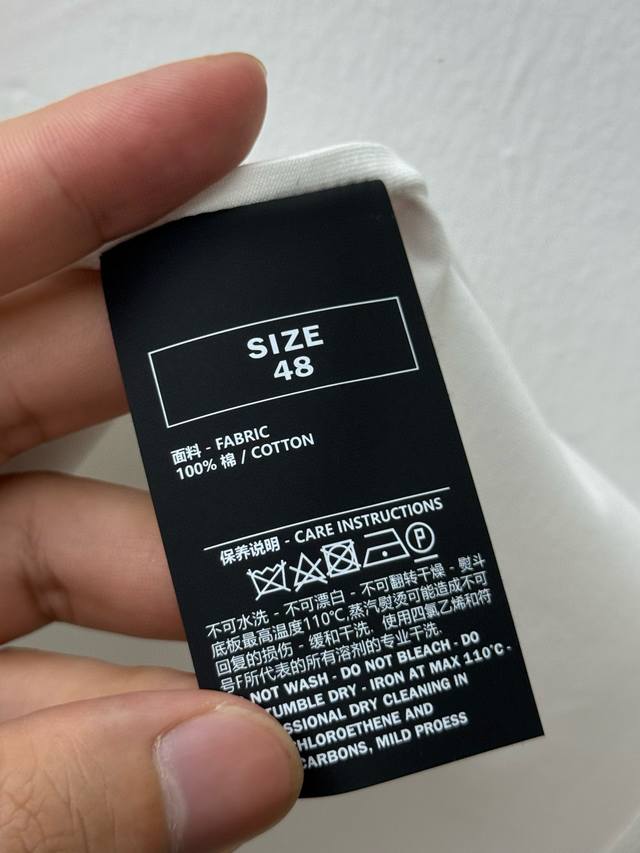 SIZE
48
面料 - FABRIC
100% 棉 / COTTON
保养说明 - CARE INSTRUCTIONS
P
不可水洗 - 不可漂白 - 不可翻转干燥 - 熨斗
底板最高温度110℃,蒸汽熨烫可能造成不可
回复的损伤 - 缓和干洗. 使用四氯乙烯和符
号F所代表的所有溶剂的专业干洗.
NOT WASH - DO NOT BLEACH - DO
TUMBLE DRY - IRON AT MAX 110℃ -
SSIONAL DRY CLEANING IN
HLOROETHENE AND
CARBONS, MILD PROESS